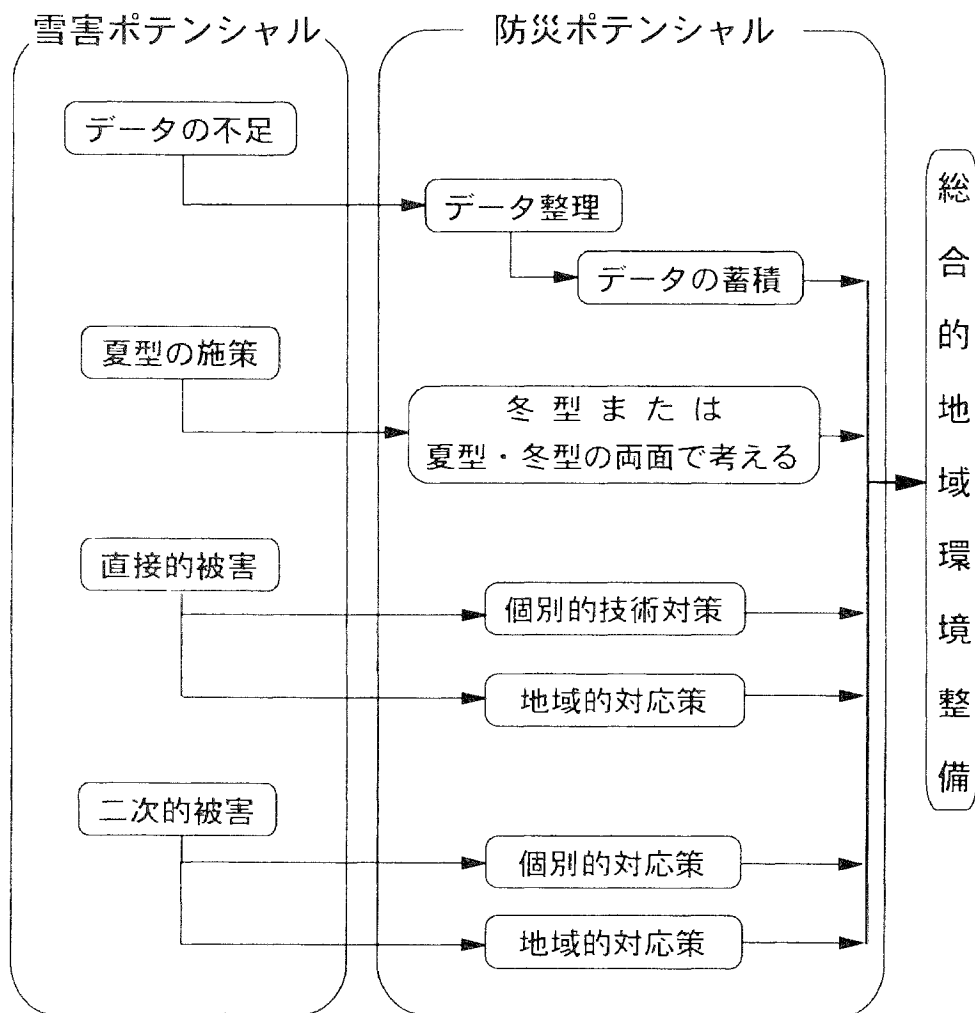 雪害ポテンシャル
防災ポテンシャル
データの不足
データ整理
データの蓄積
夏型の施策
冬型または
夏型・冬型の両面で考える
直接的被害
個別的技術対策
地域的対応策
二次的被害
個別的対応策
地域的対応策
総合的地域環境整備